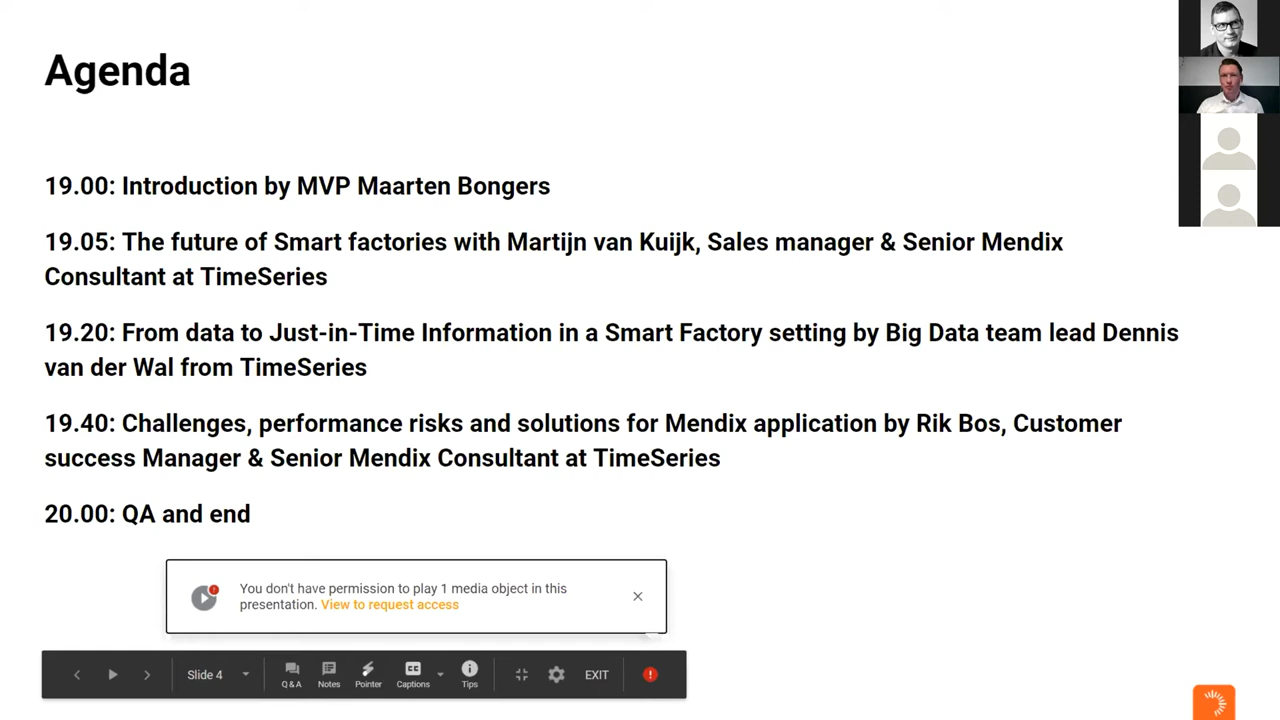 Agenda
19.00: Introduction by MVP Maarten Bongers
19.05: The future of Smart factories with Martijn van Kuijk, Sales manager & Senior Mendix
Consultant at TimeSeries
19.20: From data to Just-in-Time Information in a Smart Factory setting by Big Data team lead Dennis
van der Wal from TimeSeries
19.40: Challenges, performance risks and solutions for Mendix application by Rik Bos, Customer
success Manager & Senior Mendix Consultant at TimeSeries
20.00: QA and end
You don't have permission to play 1 media object in this
presentation. View to request access
Slide 4
Q & A
Notes
Pointer
CC
Captions
Tips
EXIT